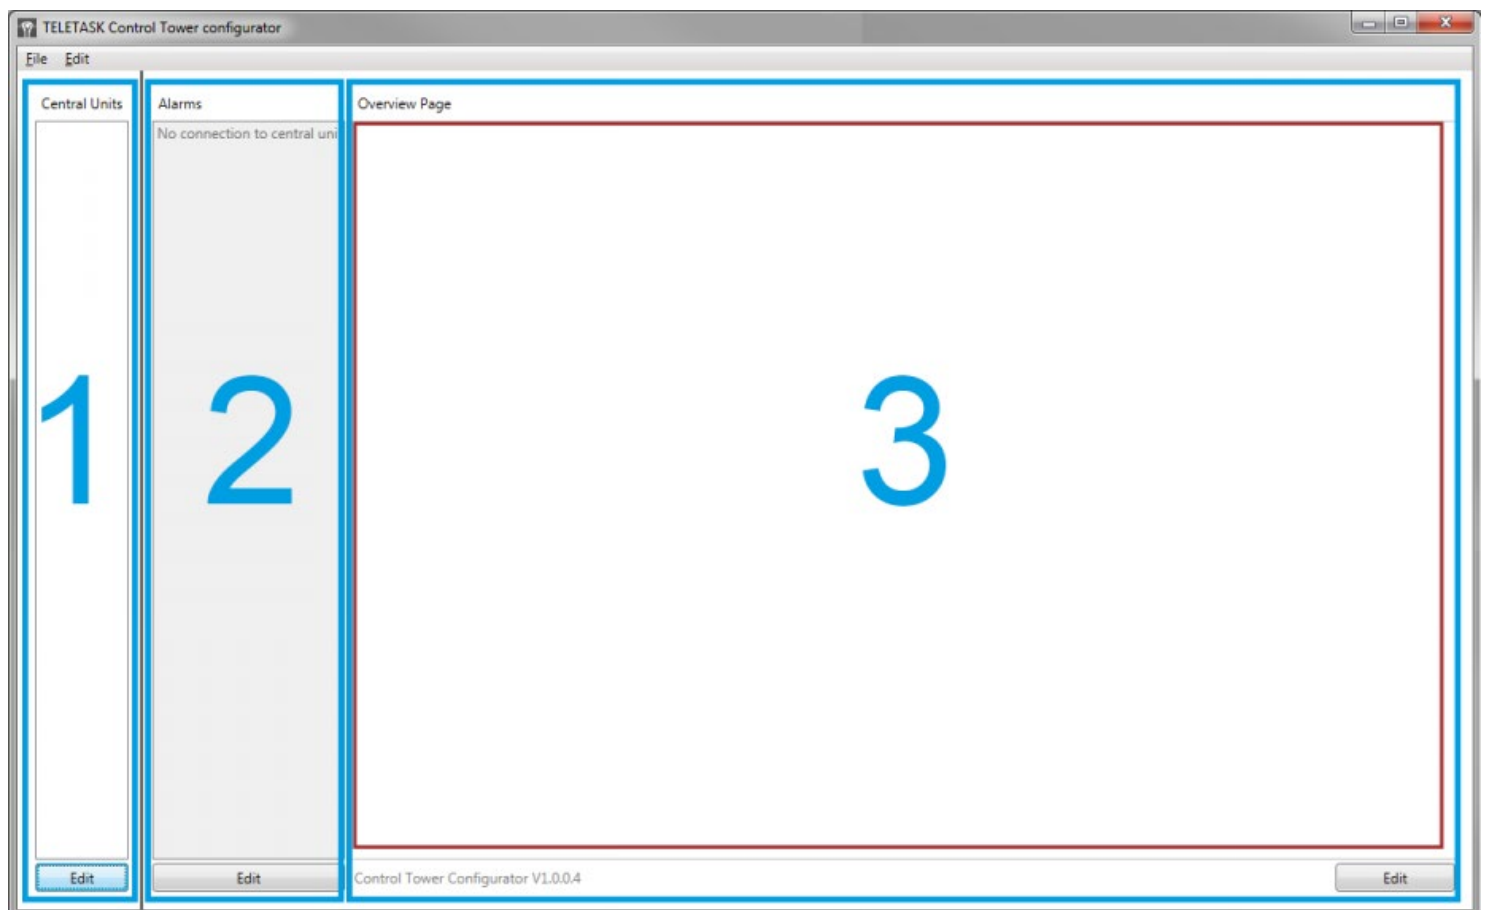 TELETASK Control Tower configurator
File Edit
Central Units
Alarms
Overview Page
No connection to central uni
1
2
3
Edit
Edit
Control Tower Configurator V1.0.0.4
Edit